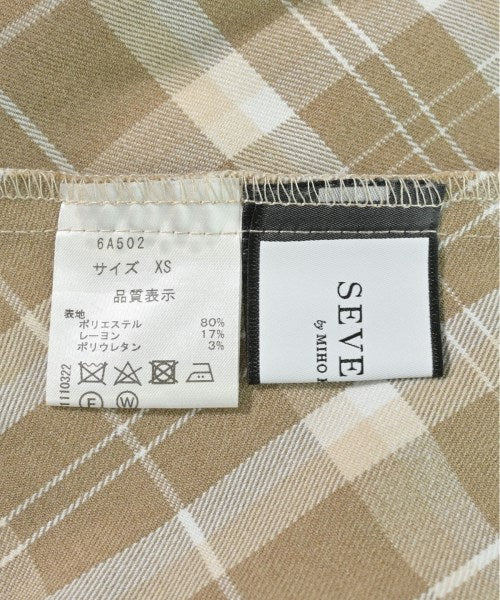 6A502
サイズ XS
品質表示
表地
ポリエステル 80%
レーヨン 17%
ポリウレタン 3%
F W
1110322
SEVE
by MIHO